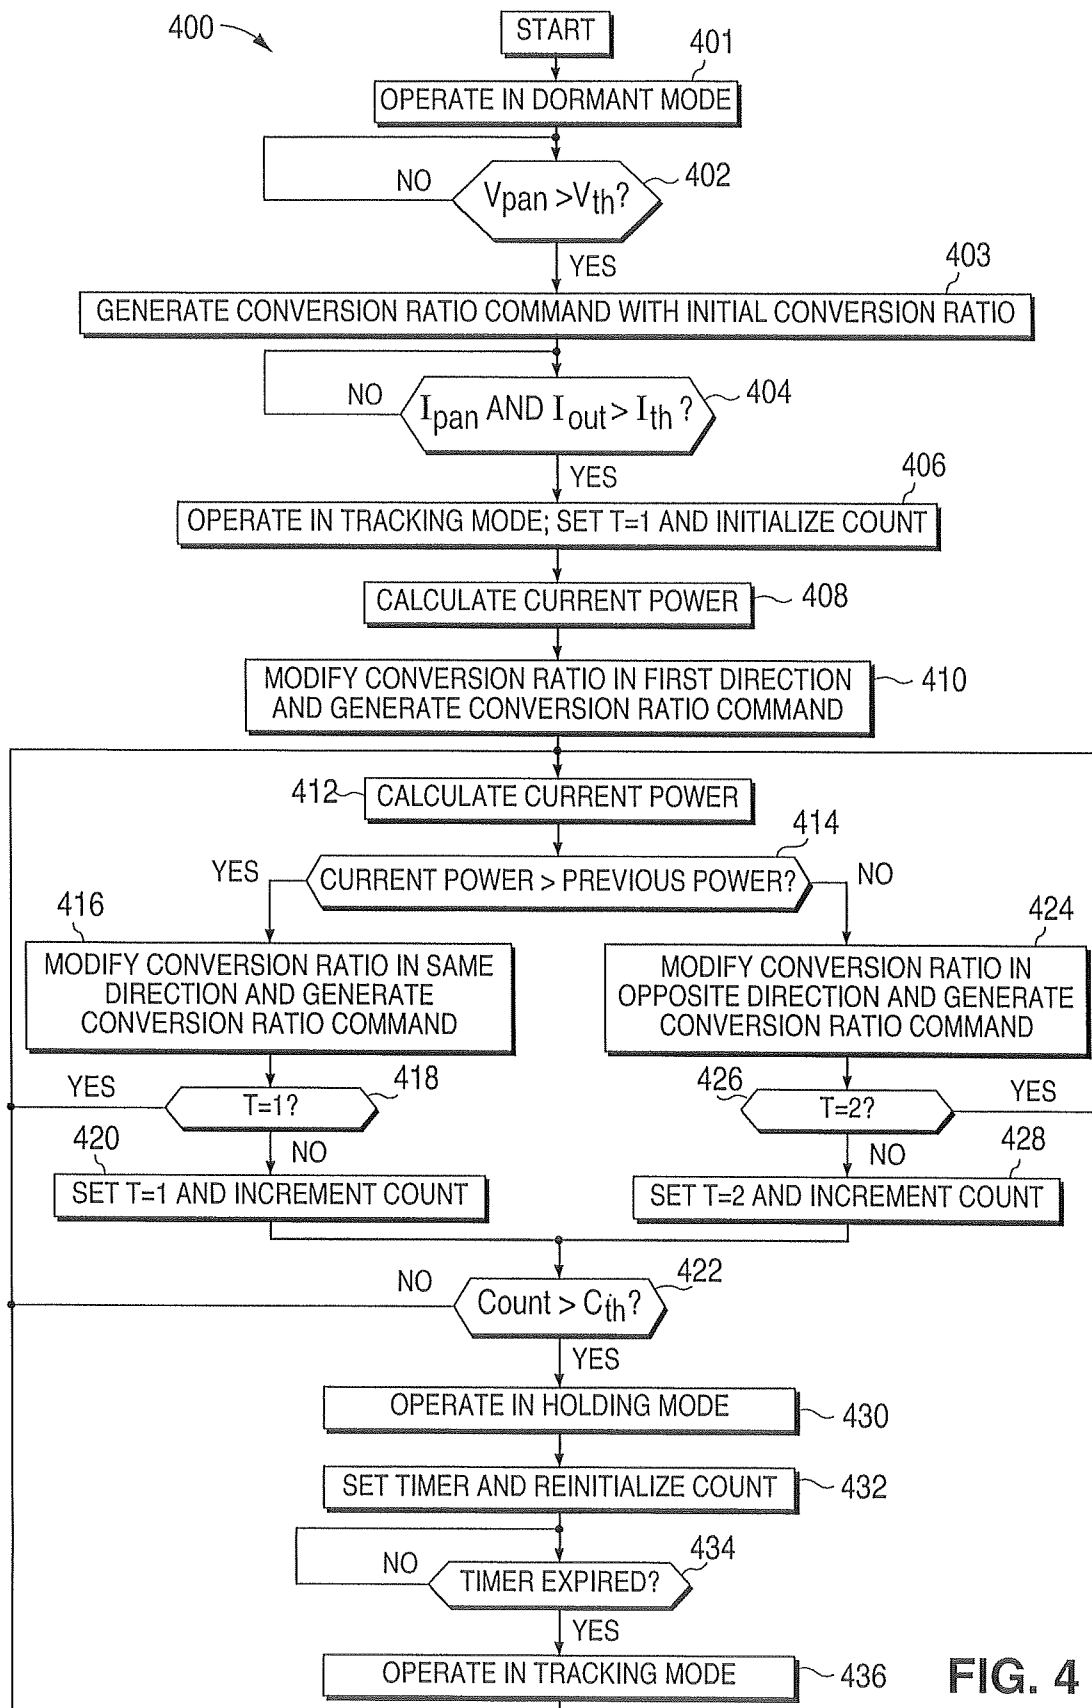 400
START
401
OPERATE IN DORMANT MODE
NO
402
Vpan >Vth?
YES
403
GENERATE CONVERSION RATIO COMMAND WITH INITIAL CONVERSION RATIO
NO
404
Ipan AND Iout > Ith ?
YES
406
OPERATE IN TRACKING MODE; SET T=1 AND INITIALIZE COUNT
CALCULATE CURRENT POWER
408
MODIFY CONVERSION RATIO IN FIRST DIRECTION
AND GENERATE CONVERSION RATIO COMMAND
410
412
CALCULATE CURRENT POWER
414
YES
CURRENT POWER > PREVIOUS POWER?
NO
416
MODIFY CONVERSION RATIO IN SAME
DIRECTION AND GENERATE
CONVERSION RATIO COMMAND
424
MODIFY CONVERSION RATIO IN
OPPOSITE DIRECTION AND GENERATE
CONVERSION RATIO COMMAND
YES
T=1?
418
426
T=2?
YES
420
NO
SET T=1 AND INCREMENT COUNT
NO
428
SET T=2 AND INCREMENT COUNT
NO
422
Count > Cth?
YES
OPERATE IN HOLDING MODE
430
SET TIMER AND REINITIALIZE COUNT
432
NO
434
TIMER EXPIRED?
YES
OPERATE IN TRACKING MODE
436
FIG. 4